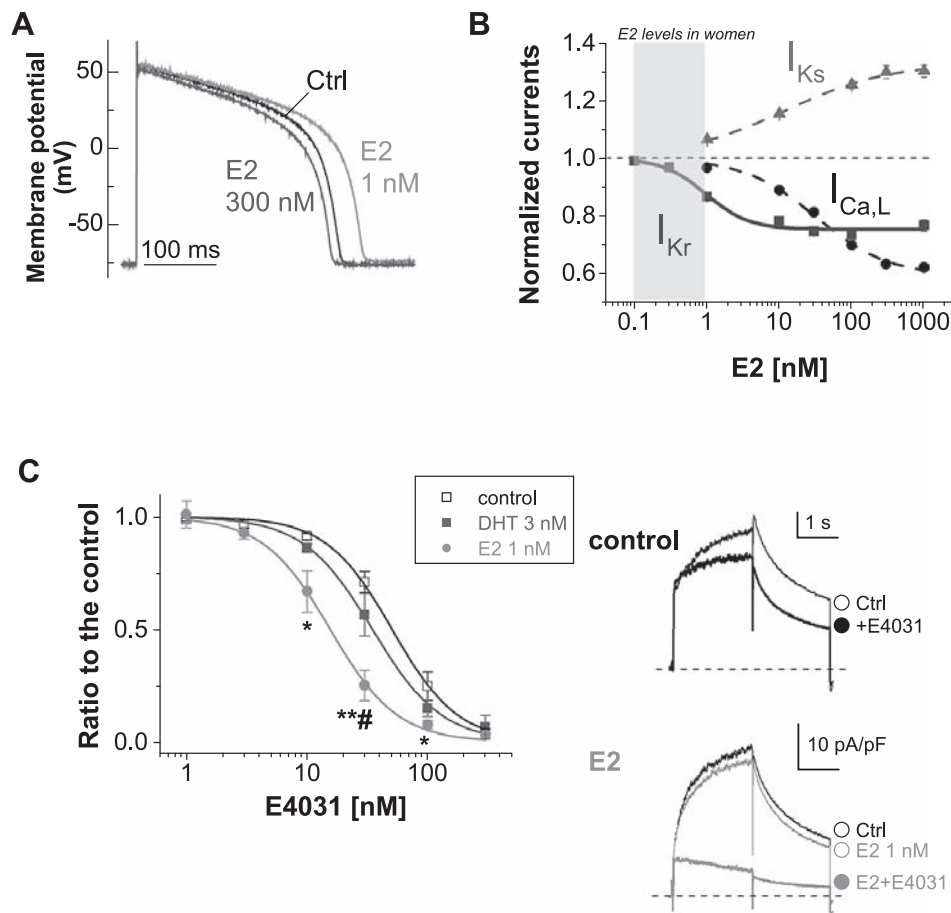 A
Membrane potential
(mV)
50
0
-50
Ctrl
E2
300 nM
E2
1 nM
100 ms
B
E2 levels in women
Normalized currents
1.4
1.2
1.0
0.8
0.6
IKs
ICa,L
IKr
0.1
1
10
100
1000
E2 [nM]
C
Ratio to the control
1.0
0.5
0.0
*
**#
*
1
10
100
E4031 [nM]
control
DHT 3 nM
E2 1 nM
control
1 s
Ctrl
+E4031
E2
10 pA/pF
Ctrl
E2 1 nM
E2+E4031